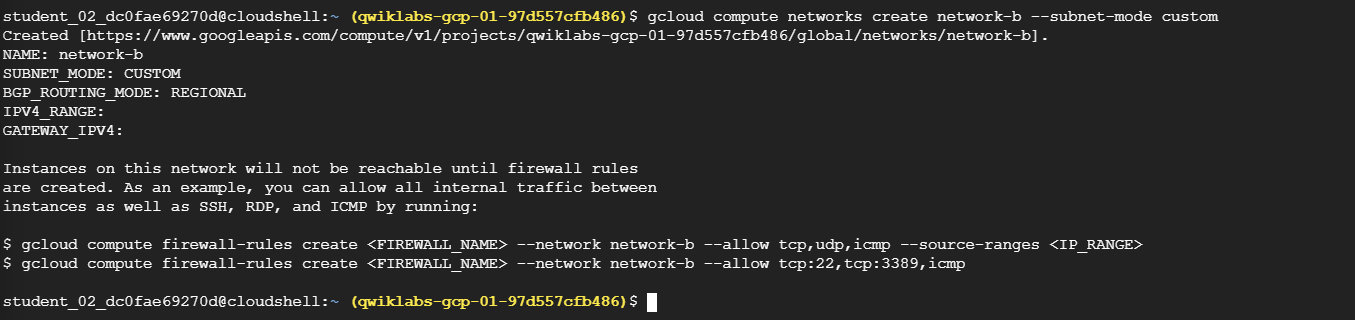 student_02_dc0fae69270d@cloudshell:~ (qwiklabs-gcp-01-97d557cfb486)$ gcloud compute networks create network-b --subnet-mode custom
Created [https://www.googleapis.com/compute/v1/projects/qwiklabs-gcp-01-97d557cfb486/global/networks/network-b].
NAME: network-b
SUBNET_MODE: CUSTOM
BGP_ROUTING_MODE: REGIONAL
IPV4_RANGE:
GATEWAY_IPV4:
Instances on this network will not be reachable until firewall rules
are created. As an example, you can allow all internal traffic between
instances as well as SSH, RDP, and ICMP by running:
$ gcloud compute firewall-rules create <FIREWALL_NAME> --network network-b --allow tcp,udp,icmp --source-ranges <IP_RANGE>
$ gcloud compute firewall-rules create <FIREWALL_NAME> --network network-b --allow tcp:22,tcp:3389,icmp
student_02_dc0fae69270d@cloudshell:~ (qwiklabs-gcp-01-97d557cfb486)$